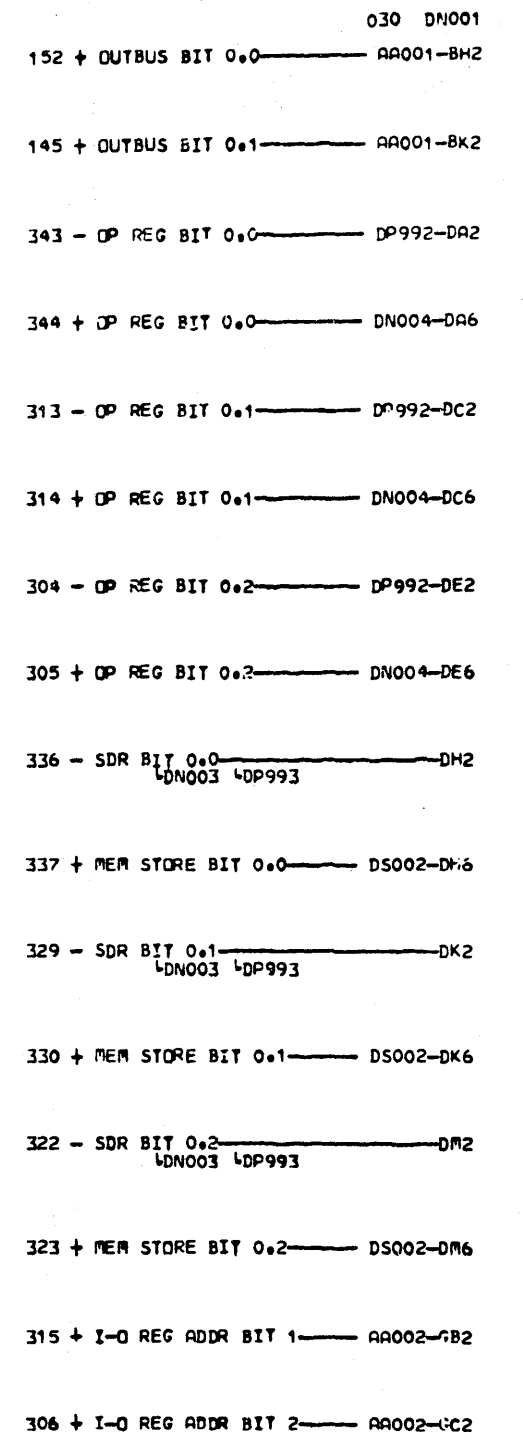 030 DN001
152 + OUTBUS BIT 0.0 AA001-BH2
145 + OUTBUS BIT 0.1 AA001-BK2
343 - OP REG BIT 0.0 DP992-DA2
344 + OP REG BIT 0.0 DN004-DA6
313 - OP REG BIT 0.1 DP992-DC2
314 + OP REG BIT 0.1 DN004-DC6
304 - OP REG BIT 0.2 DP992-DE2
305 + OP REG BIT 0.2 DN004-DE6
336 - SDR BIT 0.0 DH2
DN003 DP993
337 + MEM STORE BIT 0.0 DS002-DH6
329 - SDR BIT 0.1 DK2
DN003 DP993
330 + MEM STORE BIT 0.1 DS002-DK6
322 - SDR BIT 0.2 DM2
DN003 DP993
323 + MEM STORE BIT 0.2 DS002-DM6
315 + I-O REG ADDR BIT 1 AA002-GB2
306 + I-O REG ADDR BIT 2 AA002-GC2